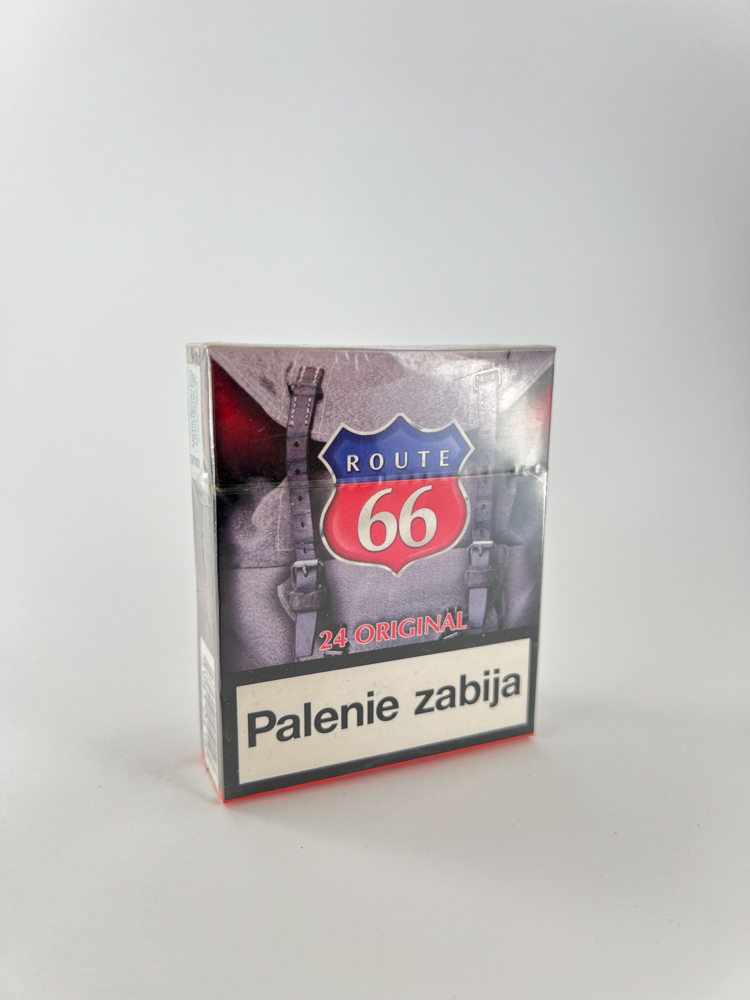 ROUTE
66
24 ORIGINAL
Palenie zabija